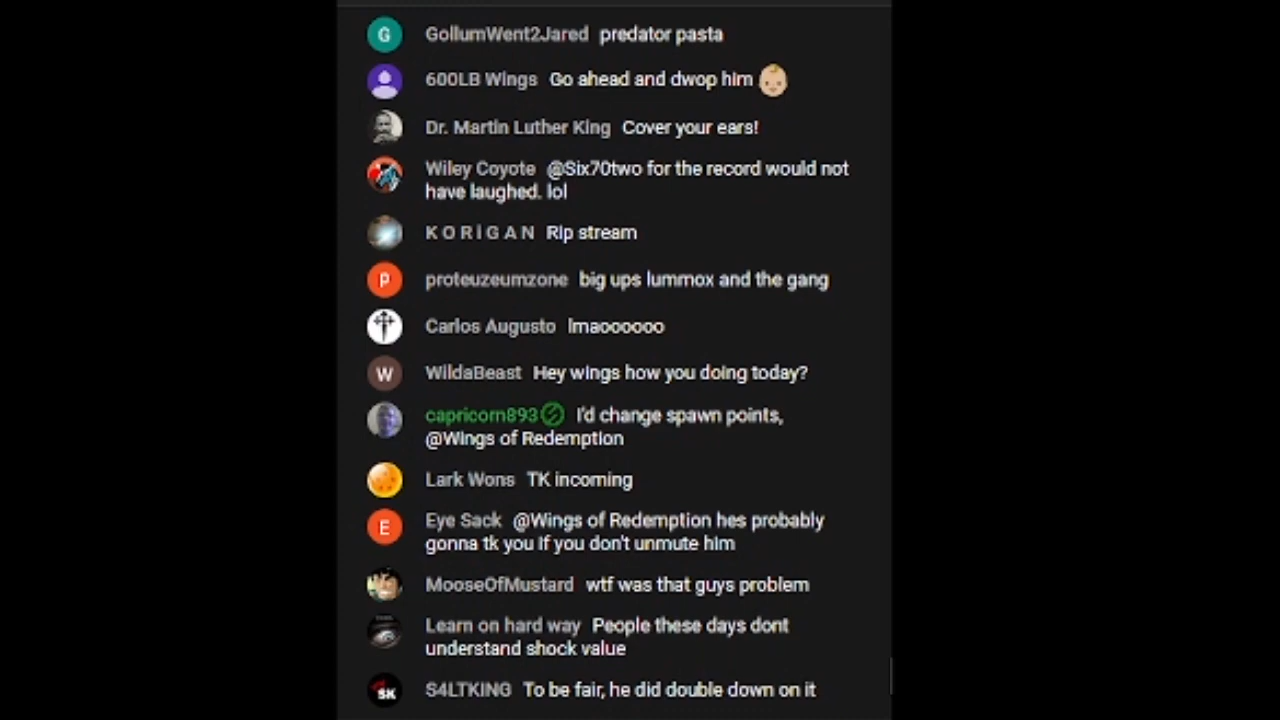 G GollumWent2Jared predator pasta
600LB Wings Go ahead and dwop him
Dr. Martin Luther King Cover your ears!
Wiley Coyote @Six70two for the record would not
have laughed. lol
K O R I G A N Rip stream
P proteuzeumzone big ups lummox and the gang
Carlos Augusto lmaoooooo
W WildaBeast Hey wings how you doing today?
capricorn893 I'd change spawn points,
@Wings of Redemption
Lark Wons TK incoming
E Eye Sack @Wings of Redemption hes probably
gonna tk you if you don't unmute him
MooseOfMustard wtf was that guys problem
Learn on hard way People these days dont
understand shock value
SK S4LTKING To be fair, he did double down on it